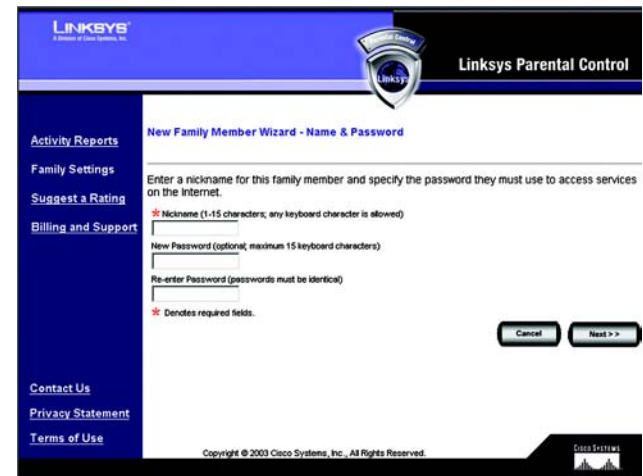 LINKSYS®
A Division of Cisco Systems, Inc.
Parental Control
Linksys
Linksys Parental Control
Activity Reports
Family Settings
Suggest a Rating
Billing and Support
New Family Member Wizard - Name & Password
Enter a nickname for this family member and specify the password they must use to access services
on the Internet.
* Nickname (1-15 characters; any keyboard character is allowed)
New Password (optional; maximum 15 keyboard characters)
Re-enter Password (passwords must be identical)
* Denotes required fields.
Cancel
Next >>
Contact Us
Privacy Statement
Terms of Use
Copyright © 2003 Cisco Systems, Inc., All Rights Reserved.
CISCO SYSTEMS